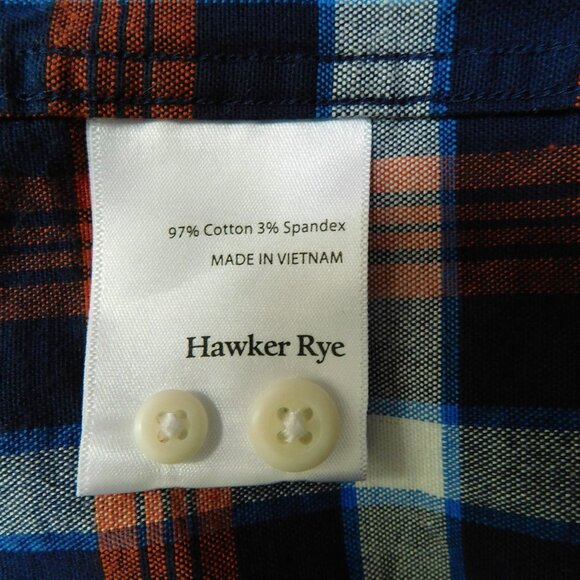 97% Cotton 3% Spandex
MADE IN VIETNAM
Hawker Rye